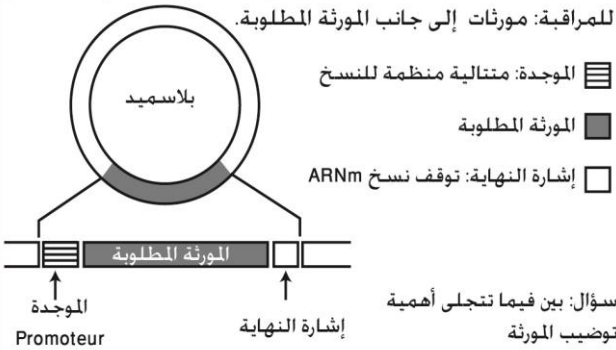 للمراقبة: مورثات إلى جانب المورثة المطلوبة.
بلاسميد
الموجدة: متتالية منظمة للنسخ
المورثة المطلوبة
إشارة النهاية: توقف نسخ ARNm
المورثة المطلوبة
الموجدة
Promoteur
إشارة النهاية
سؤال: بين فيما تتجلى أهمية
توضيب المورثة